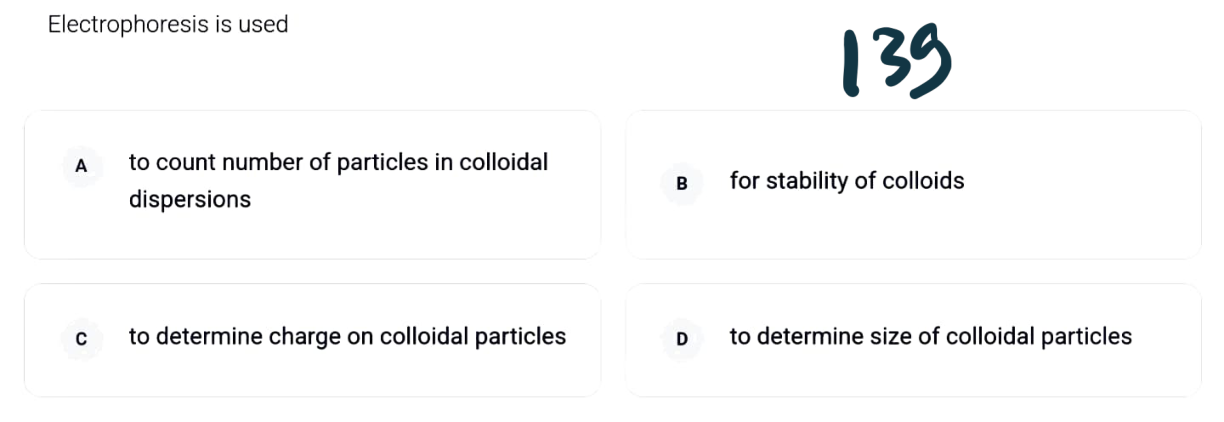 Electrophoresis is used
139
A to count number of particles in colloidal
dispersions
B for stability of colloids
C to determine charge on colloidal particles
D to determine size of colloidal particles